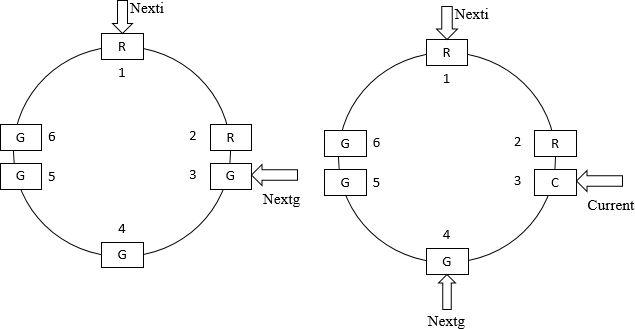 Nexti
R
1
G 6 2 R
G 5 3 G
Nextg
4
G
Nexti
R
1
G 6 2 R
G 5 3 C
Current
4
G
Nextg